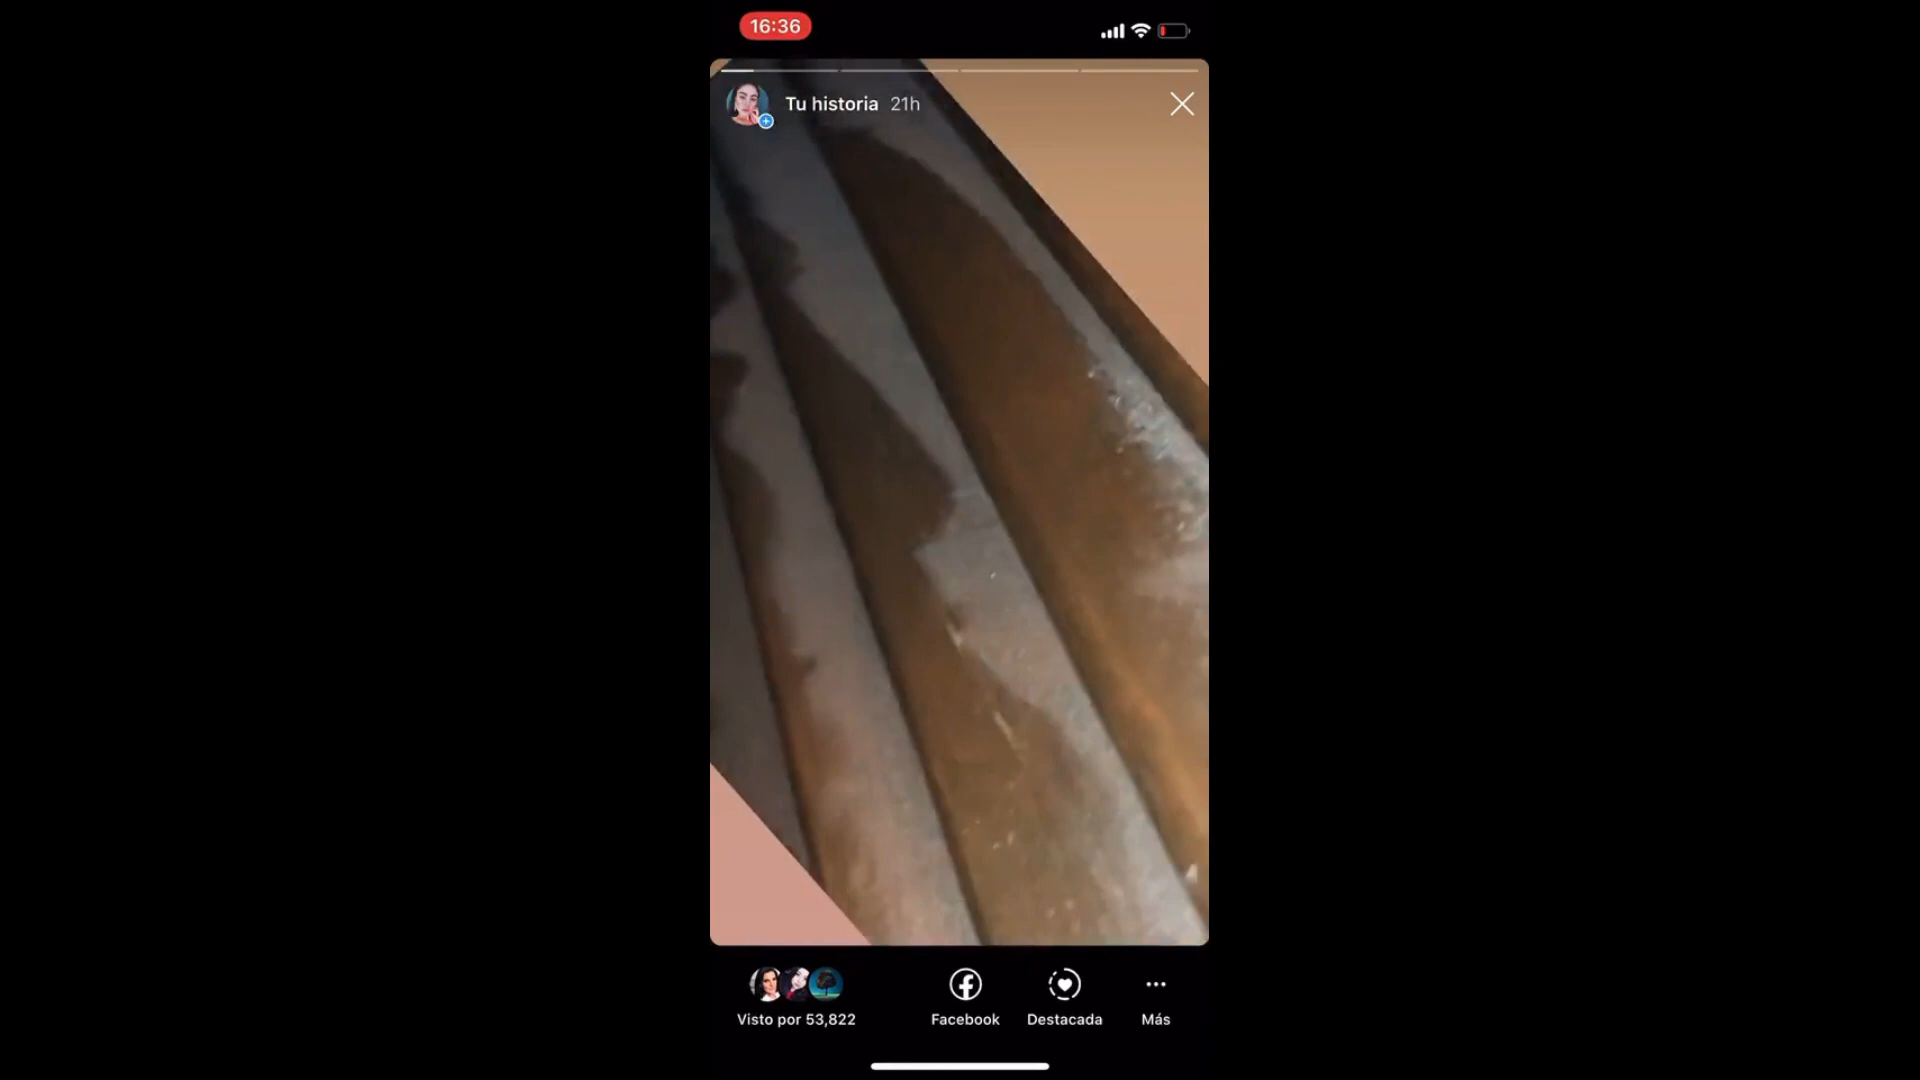 16:36
Tu historia 21h
Visto por 53,822
Facebook
Destacada
Más